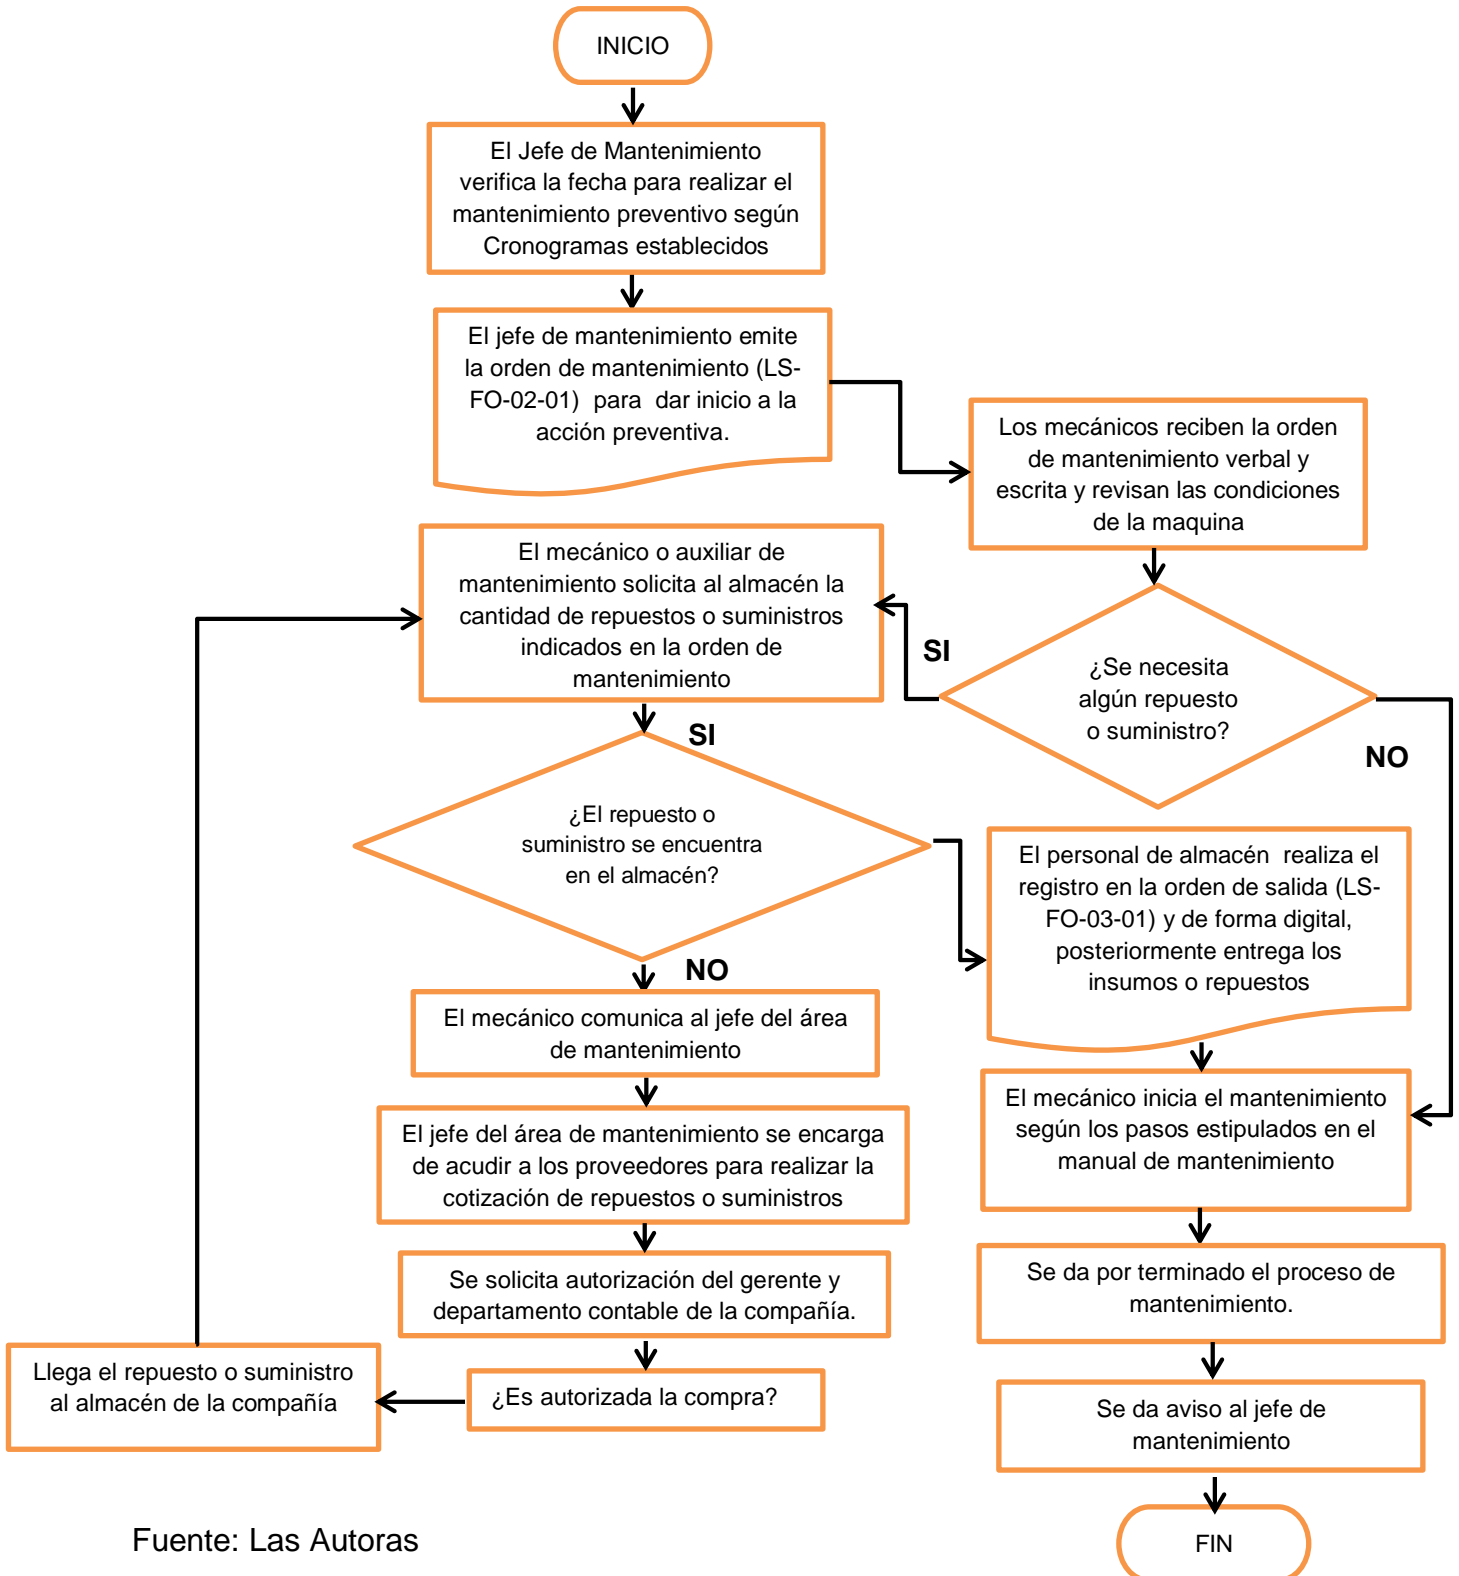 INICIO
El Jefe de Mantenimiento
verifica la fecha para realizar el
mantenimiento preventivo según
Cronogramas establecidos
El jefe de mantenimiento emite
la orden de mantenimiento (LS-
FO-02-01)  para  dar inicio a la
acción preventiva.
Los mecánicos reciben la orden
de mantenimiento verbal y
escrita y revisan las condiciones
de la maquina
¿Se necesita
algún repuesto
o suministro?
SI
NO
El mecánico o auxiliar de
mantenimiento solicita al almacén la
cantidad de repuestos o suministros
indicados en la orden de
mantenimiento
¿El repuesto o
suministro se encuentra
en el almacén?
SI
NO
El personal de almacén  realiza el
registro en la orden de salida (LS-
FO-03-01) y de forma digital,
posteriormente entrega los
insumos o repuestos
El mecánico comunica al jefe del área
de mantenimiento
El jefe del área de mantenimiento se encarga
de acudir a los proveedores para realizar la
cotización de repuestos o suministros
Se solicita autorización del gerente y
departamento contable de la compañía.
¿Es autorizada la compra?
Llega el repuesto o suministro
al almacén de la compañía
El mecánico inicia el mantenimiento
según los pasos estipulados en el
manual de mantenimiento
Se da por terminado el proceso de
mantenimiento.
Se da aviso al jefe de
mantenimiento
FIN
Fuente: Las Autoras